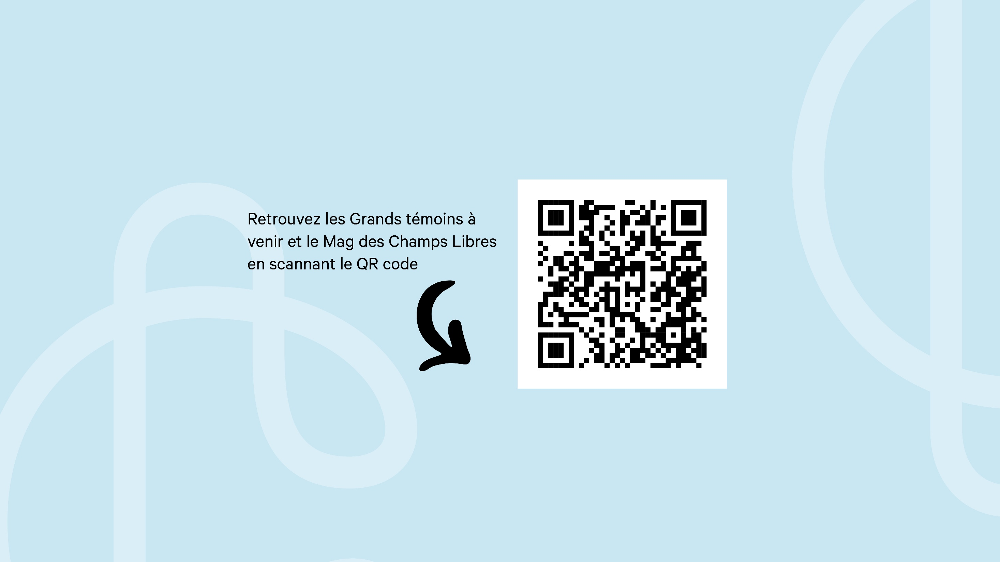 Retrouvez les Grands témoins à
venir et le Mag des Champs Libres
en scannant le QR code